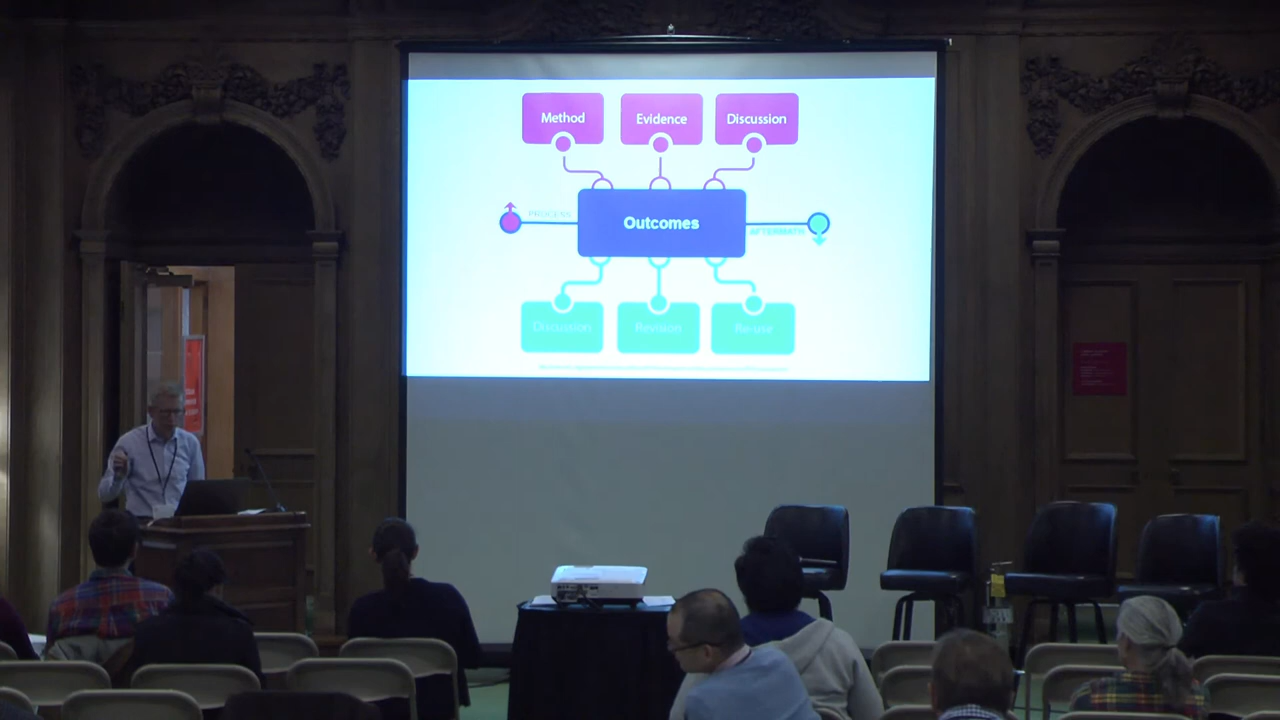 Method
Evidence
Discussion
PROCESS
Outcomes
AFTERMATH
Discussion
Revision
Re-use